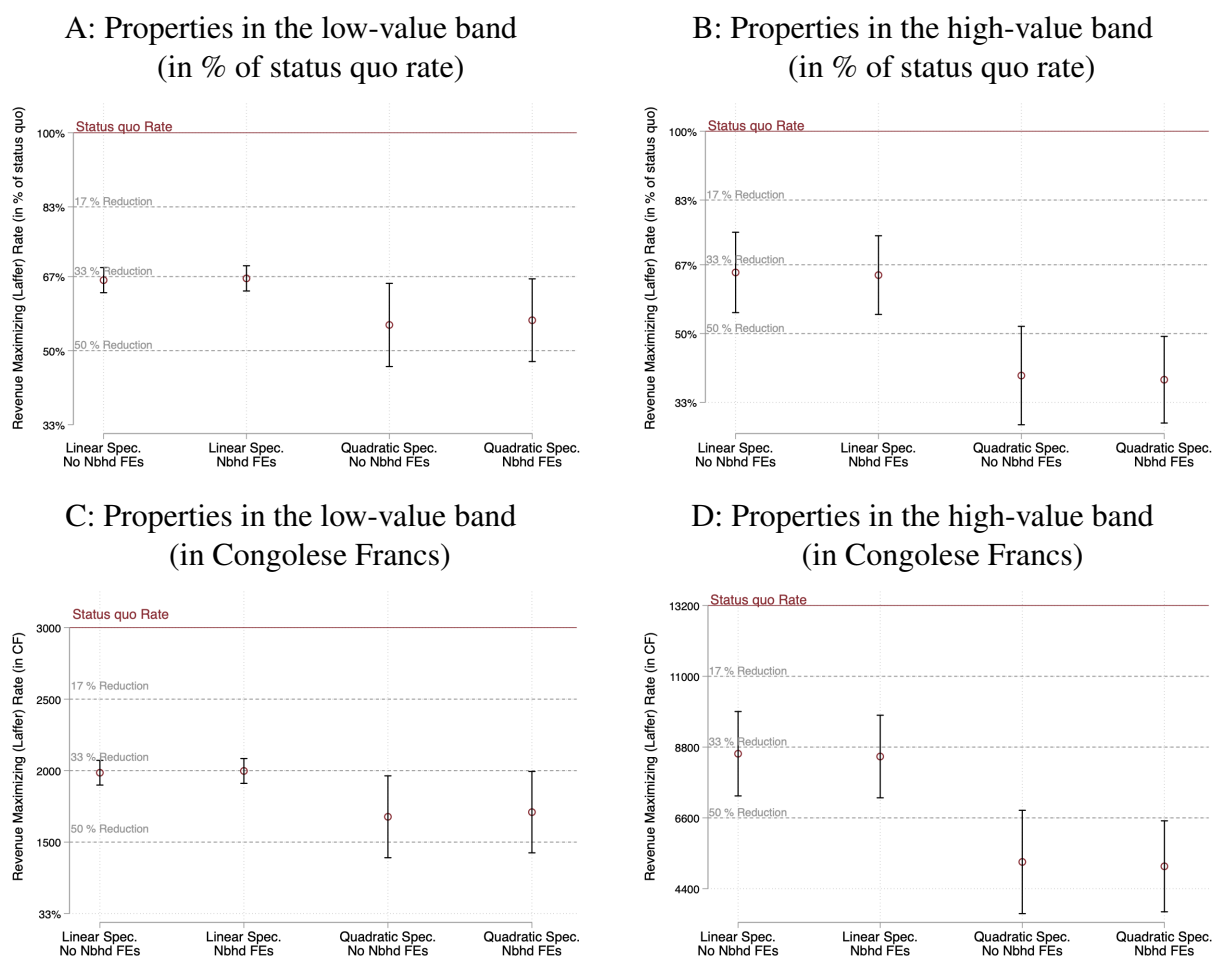 A: Properties in the low-value band
(in % of status quo rate)
Revenue Maximizing (Laffer) Rate (in % of status quo)
Status quo Rate
100%
17 % Reduction
83%
33 % Reduction
67%
50 % Reduction
50%
33%
Linear Spec.
No Nbhd FEs
Linear Spec.
Nbhd FEs
Quadratic Spec.
No Nbhd FEs
Quadratic Spec.
Nbhd FEs
B: Properties in the high-value band
(in % of status quo rate)
Revenue Maximizing (Laffer) Rate (in % of status quo)
Status quo Rate
100%
17 % Reduction
83%
33 % Reduction
67%
50 % Reduction
50%
33%
Linear Spec.
No Nbhd FEs
Linear Spec.
Nbhd FEs
Quadratic Spec.
No Nbhd FEs
Quadratic Spec.
Nbhd FEs
C: Properties in the low-value band
(in Congolese Francs)
Revenue Maximizing (Laffer) Rate (in CF)
Status quo Rate
3000
17 % Reduction
2500
33 % Reduction
2000
50 % Reduction
1500
33%
Linear Spec.
No Nbhd FEs
Linear Spec.
Nbhd FEs
Quadratic Spec.
No Nbhd FEs
Quadratic Spec.
Nbhd FEs
D: Properties in the high-value band
(in Congolese Francs)
Revenue Maximizing (Laffer) Rate (in CF)
Status quo Rate
13200
17 % Reduction
11000
33 % Reduction
8800
50 % Reduction
6600
4400
Linear Spec.
No Nbhd FEs
Linear Spec.
Nbhd FEs
Quadratic Spec.
No Nbhd FEs
Quadratic Spec.
Nbhd FEs